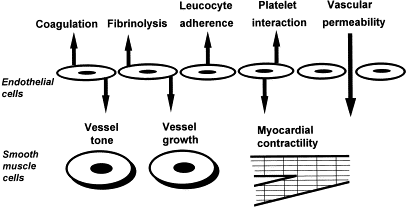 Leucocyte
adherence
Platelet
interaction
Vascular
permeability
Coagulation
Fibrinolysis
Endothelial
cells
Vessel
tone
Vessel
growth
Myocardial
contractility
Smooth
muscle
cells